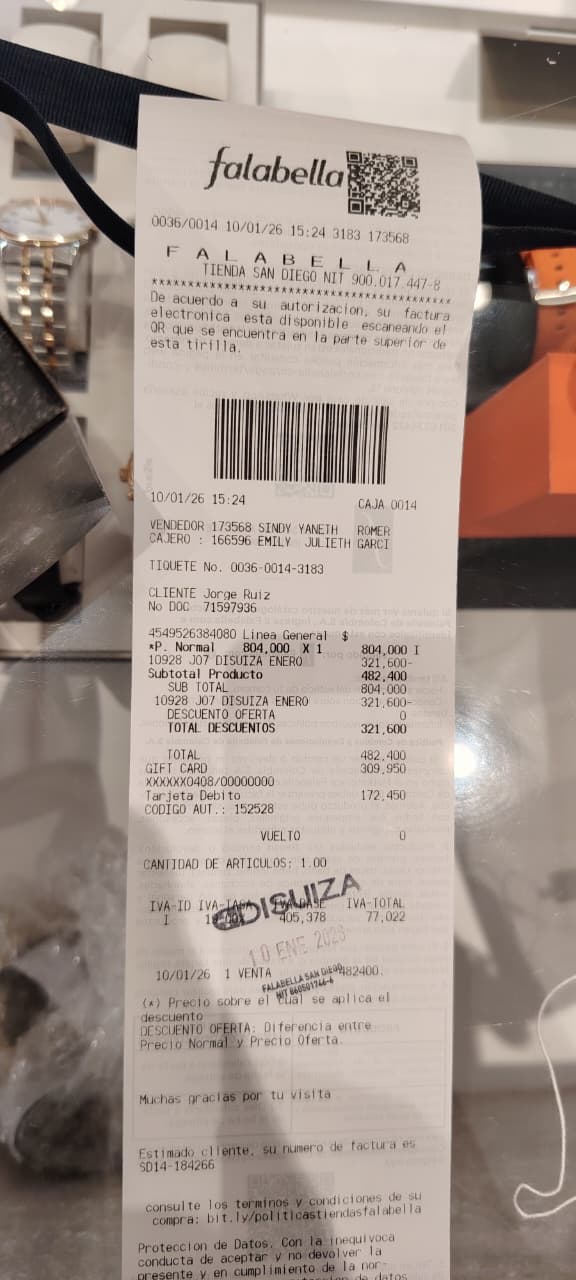 falabella
0036/0014 10/01/26 15:24 3183 173568
F A L A B E L L A
TIENDA SAN DIEGO NIT 900.017.447-8
******************************************
De acuerdo a su autorizacion, su factura
electronica esta disponible escaneando el
QR que se encuentra en la parte superior de
esta tirilla.
10/01/26 15:24 CAJA 0014
VENDEDOR 173568 SINDY YANETH ROMER
CAJERO : 166596 EMILY JULIETH GARCI
TIQUETE No. 0036-0014-3183
CLIENTE Jorge Ruiz
No DOC 71597936
4549526384080 Linea General $
*P. Normal 804,000 X 1 804,000 I
10928 J07 DISUIZA ENERO 321,600-
Subtotal Producto 482,400
SUB TOTAL 804,000
10928 J07 DISUIZA ENERO 321,600-
DESCUENTO OFERTA 0
TOTAL DESCUENTOS 321,600
TOTAL 482,400
GIFT CARD 309,950
XXXXXX0408/00000000
Tarjeta Debito 172,450
CODIGO AUT.: 152528
VUELTO 0
CANTIDAD DE ARTICULOS: 1.00
IVA-ID IVA-TASA IVA-BASE IVA-TOTAL
I 19.00% 405,378 77,022
DISUIZA
10 ENE
FALABELLA SAN DIEGO
10/01/26 1 VENTA 482400.
(*) Precio sobre el cual se aplica el
descuento
DESCUENTO OFERTA: Diferencia entre
Precio Normal y Precio Oferta.
Muchas gracias por tu visita
Estimado cliente, su numero de factura es
SD14-184266
consulte los terminos y condiciones de su
compra: bit.ly/politicastiendasfalabella
Proteccion de Datos. Con la inequivoca
conducta de aceptar y no devolver la
presente y en cumplimiento de la nor-
de datos